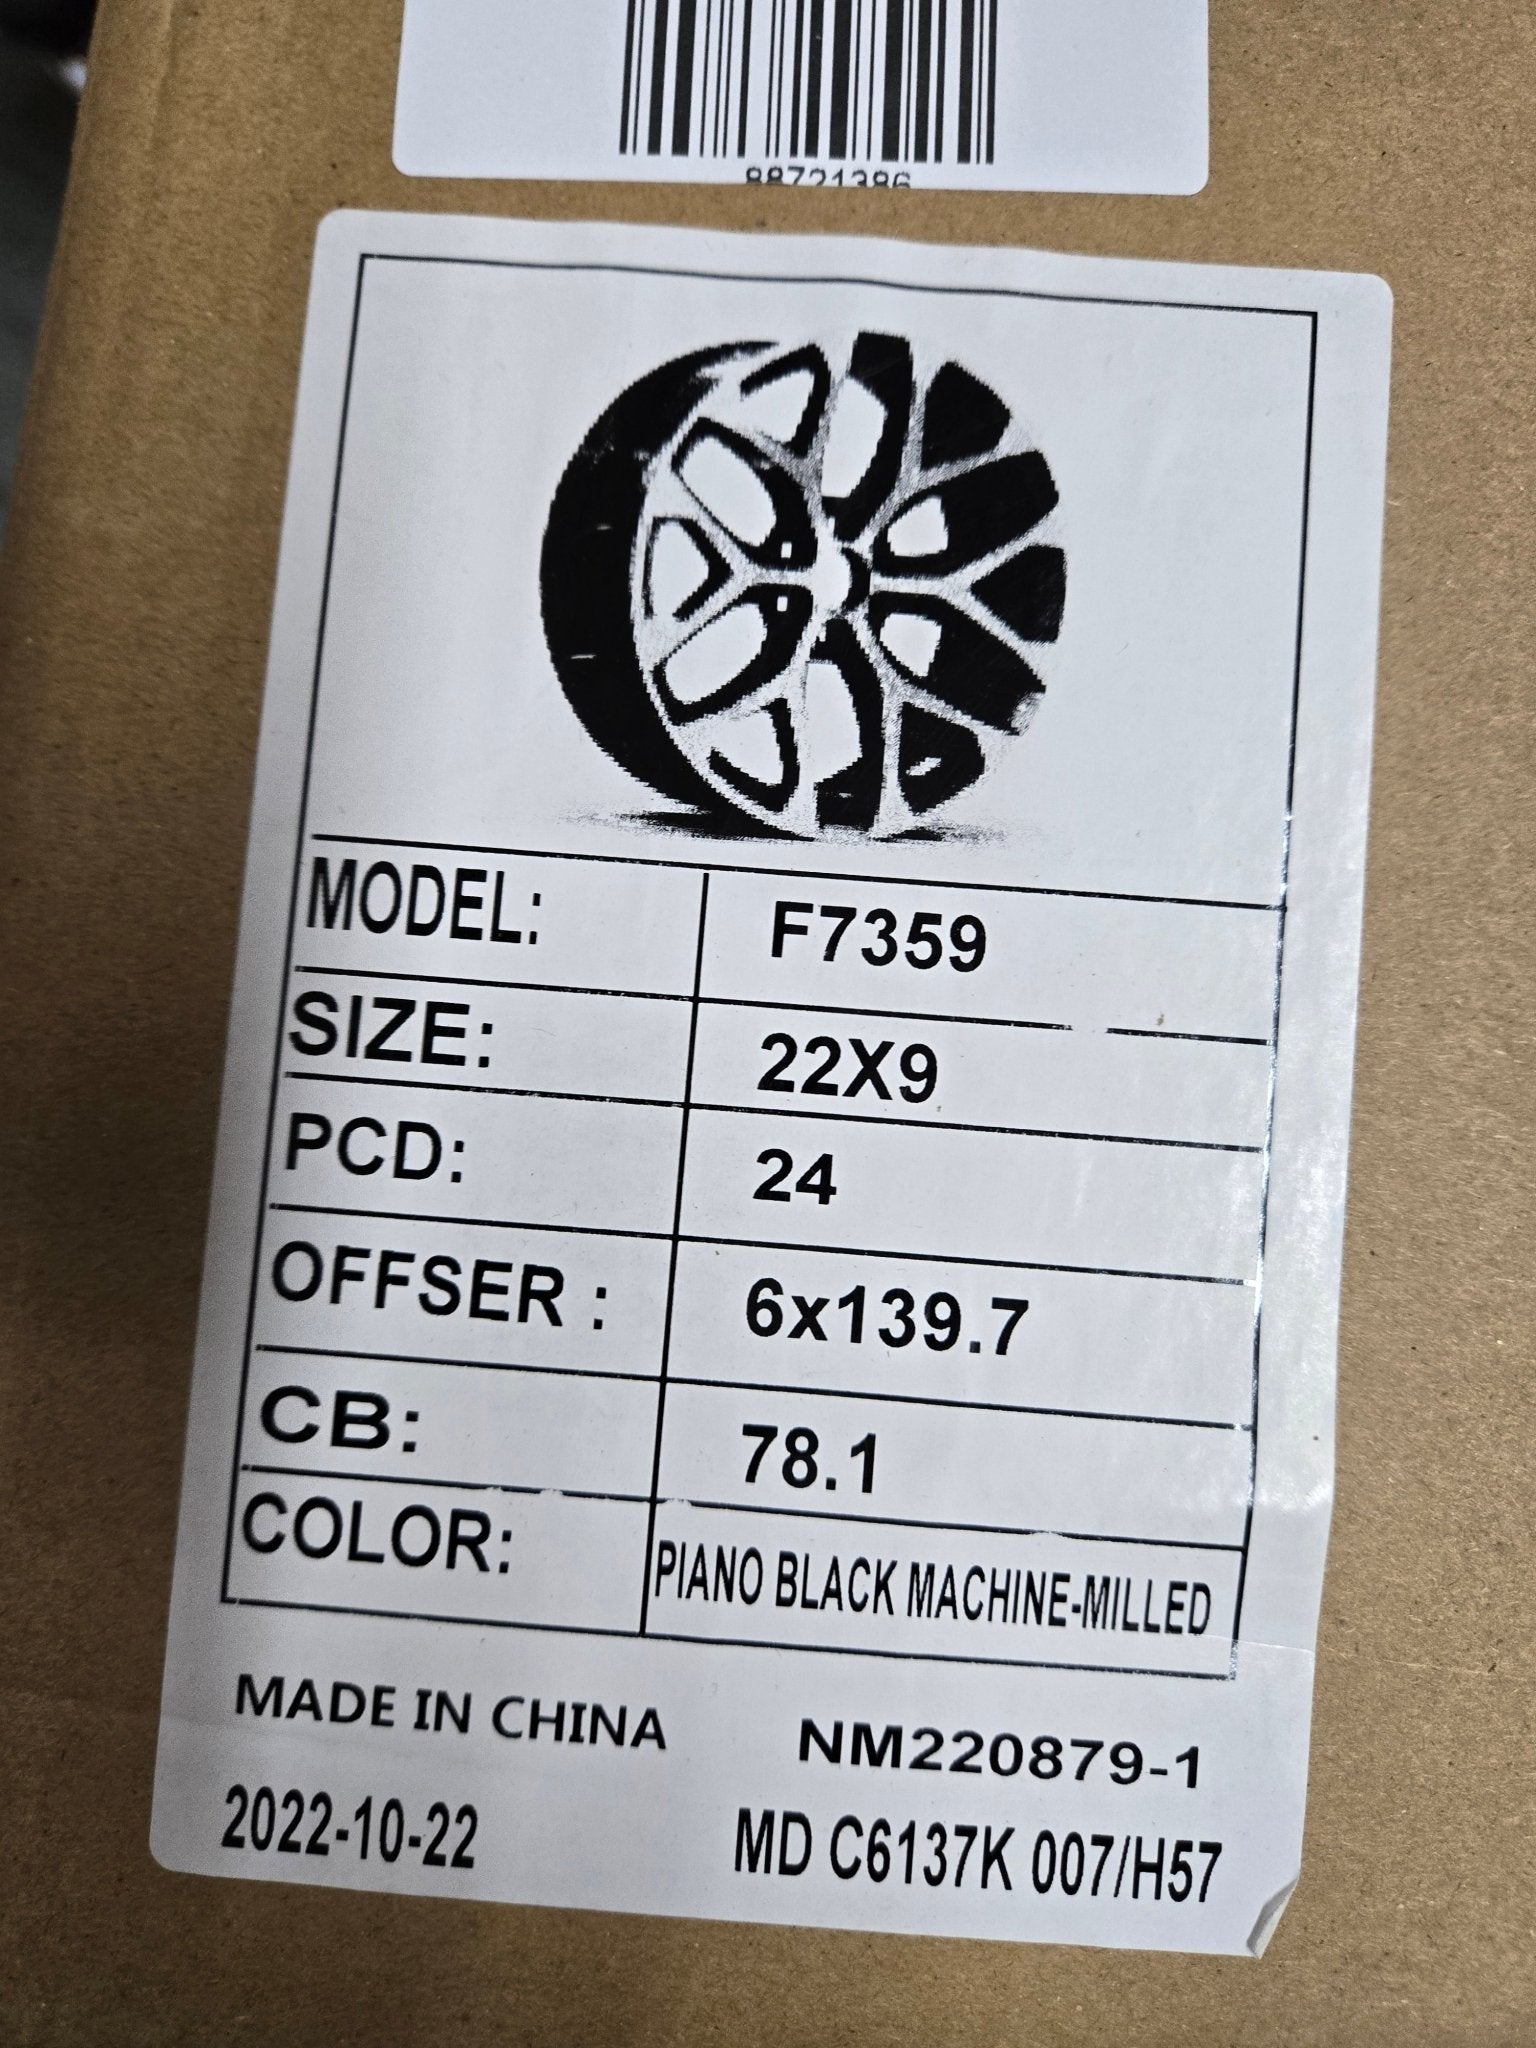 88721386
MODEL: F7359
SIZE: 22X9
PCD: 24
OFFSER : 6x139.7
CB: 78.1
COLOR: PIANO BLACK MACHINE-MILLED
MADE IN CHINA NM220879-1
2022-10-22 MD C6137K 007/H57